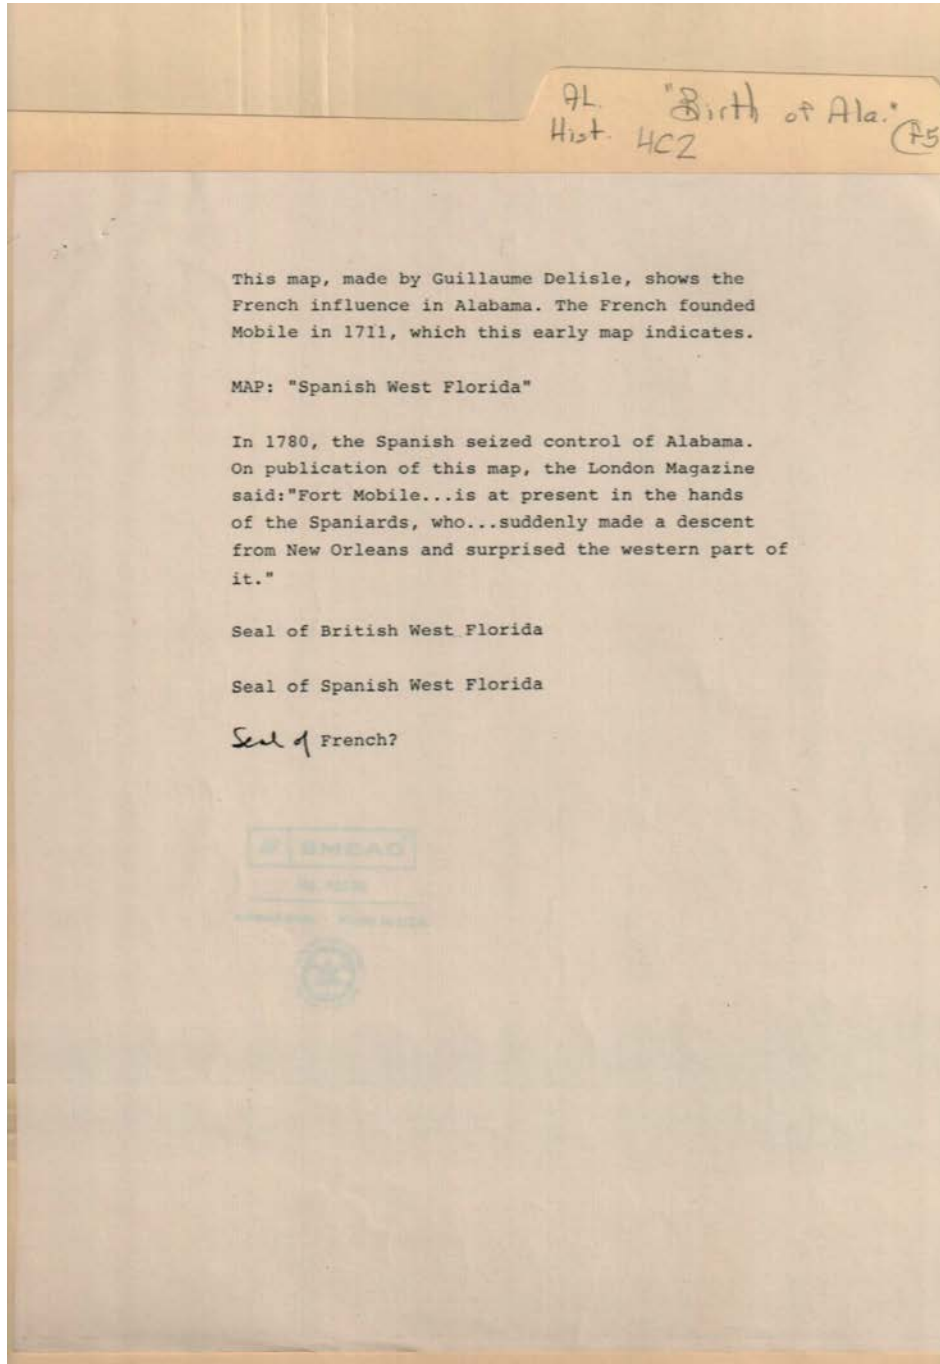 AL. "Birth of Ala."
Hist. 4C2
This map, made by Guillaume Delisle, shows the
French influence in Alabama. The French founded
Mobile in 1711, which this early map indicates.
MAP: "Spanish West Florida"
In 1780, the Spanish seized control of Alabama.
On publication of this map, the London Magazine
said:"Fort Mobile...is at present in the hands
of the Spaniards, who...suddenly made a descent
from New Orleans and surprised the western part of
it."
Seal of British West Florida
Seal of Spanish West Florida
Seal of French?